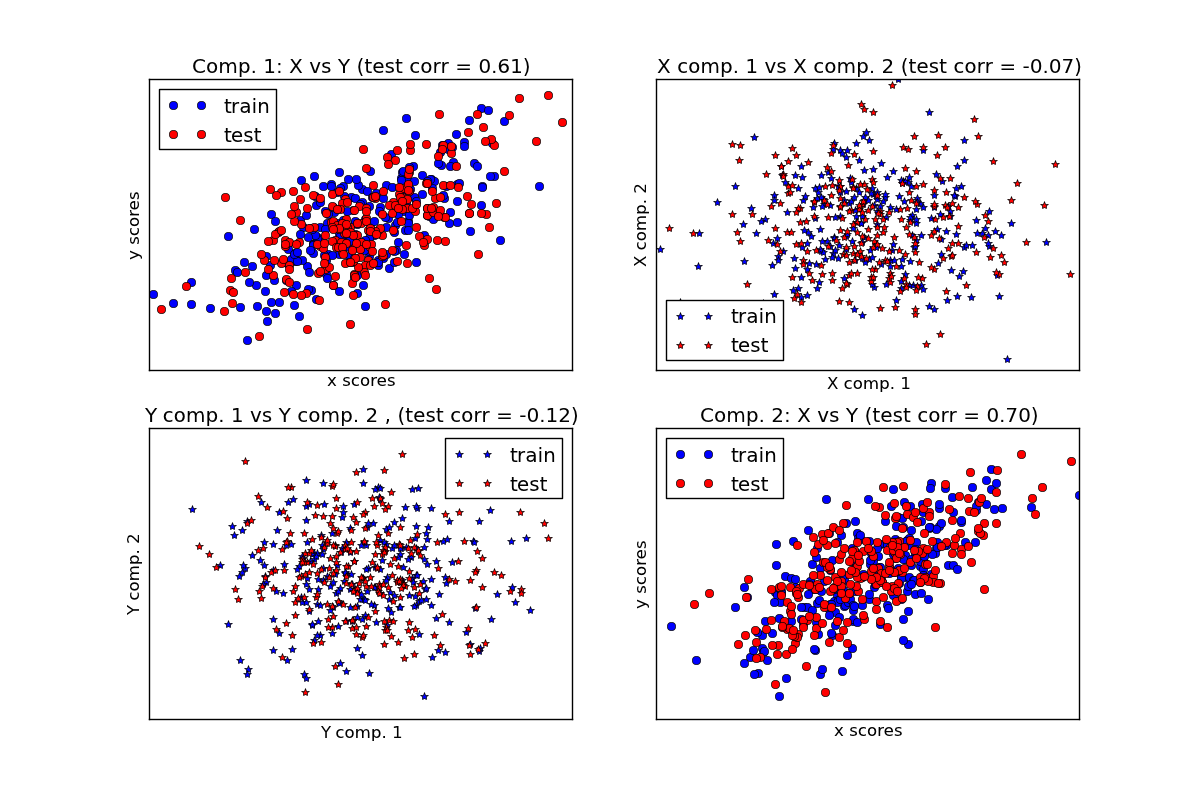 Comp. 1: X vs Y (test corr = 0.61)
train
test
y scores
x scores
X comp. 1 vs X comp. 2 (test corr = -0.07)
X comp. 2
train
test
X comp. 1
Y comp. 1 vs Y comp. 2 , (test corr = -0.12)
train
test
Y comp. 2
Y comp. 1
Comp. 2: X vs Y (test corr = 0.70)
train
test
y scores
x scores